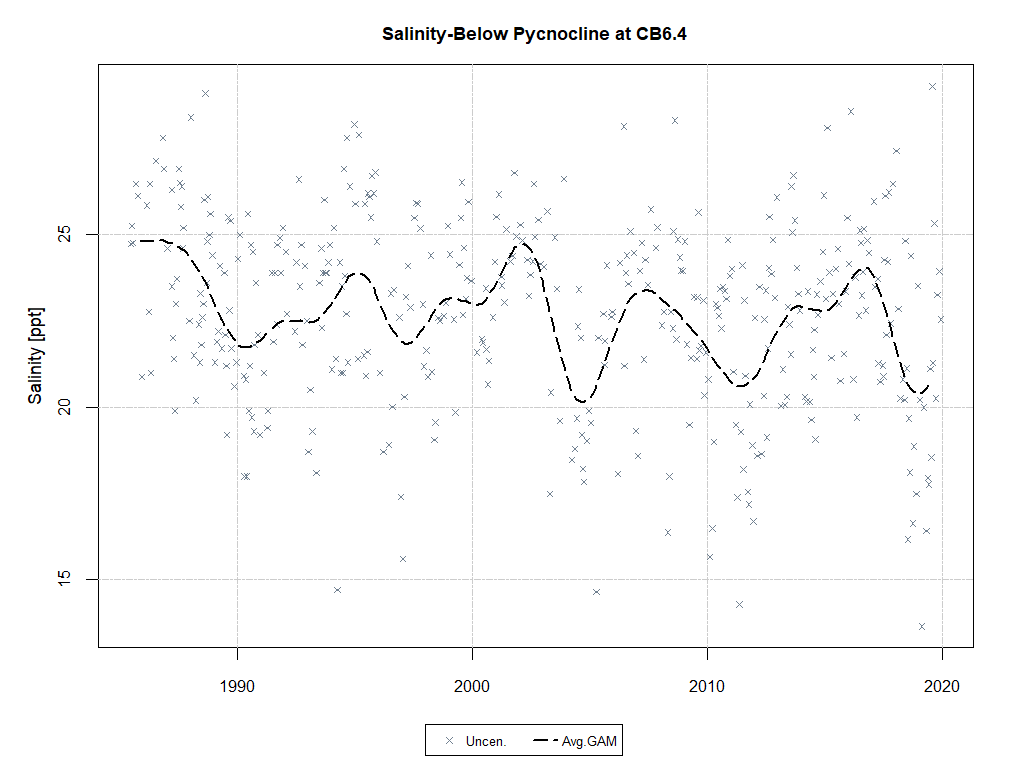 Salinity-Below Pycnocline at CB6.4
Salinity [ppt]
25
20
15
1990 2000 2010 2020
Uncen. Avg.GAM